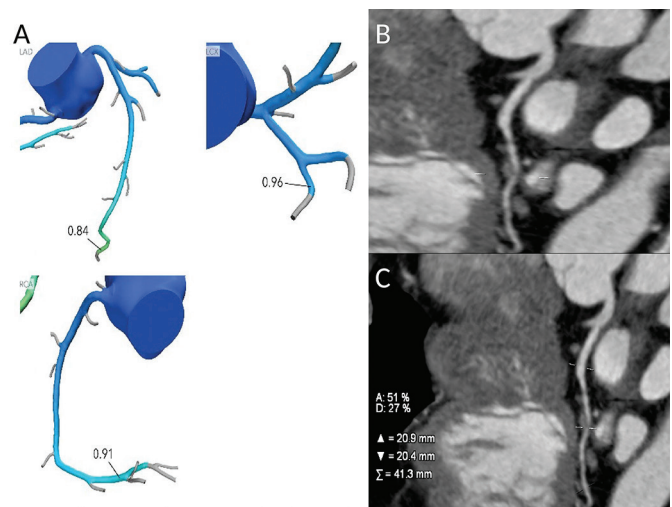 A
LAD
0.84
LCX
0.96
RCA
0.91
B
C
A: 51 %
D: 27 %
▲ = 20.9 mm
▼ = 20.4 mm
∑ = 41.3 mm